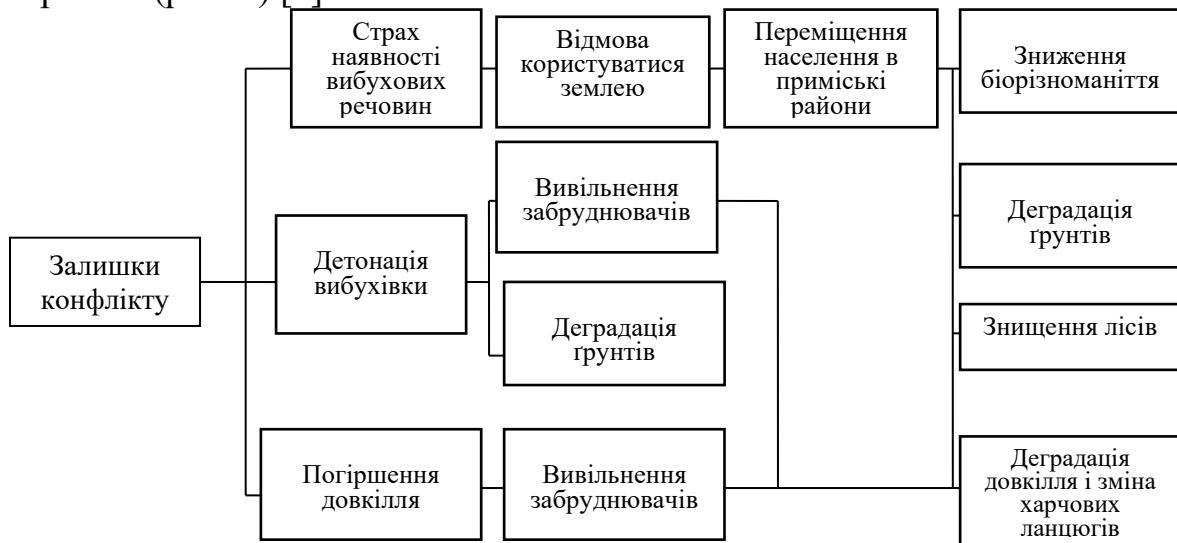 Страх
наявності
вибухових
речовин
Відмова
користуватися
землею
Переміщення
населення в
приміські
райони
Зниження
біорізноманіття
Вивільнення
забруднювачів
Деградація
ґрунтів
Залишки
конфлікту
Детонація
вибухівки
Деградація
ґрунтів
Знищення лісів
Погіршення
довкілля
Вивільнення
забруднювачів
Деградація
довкілля і зміна
харчових
ланцюгів